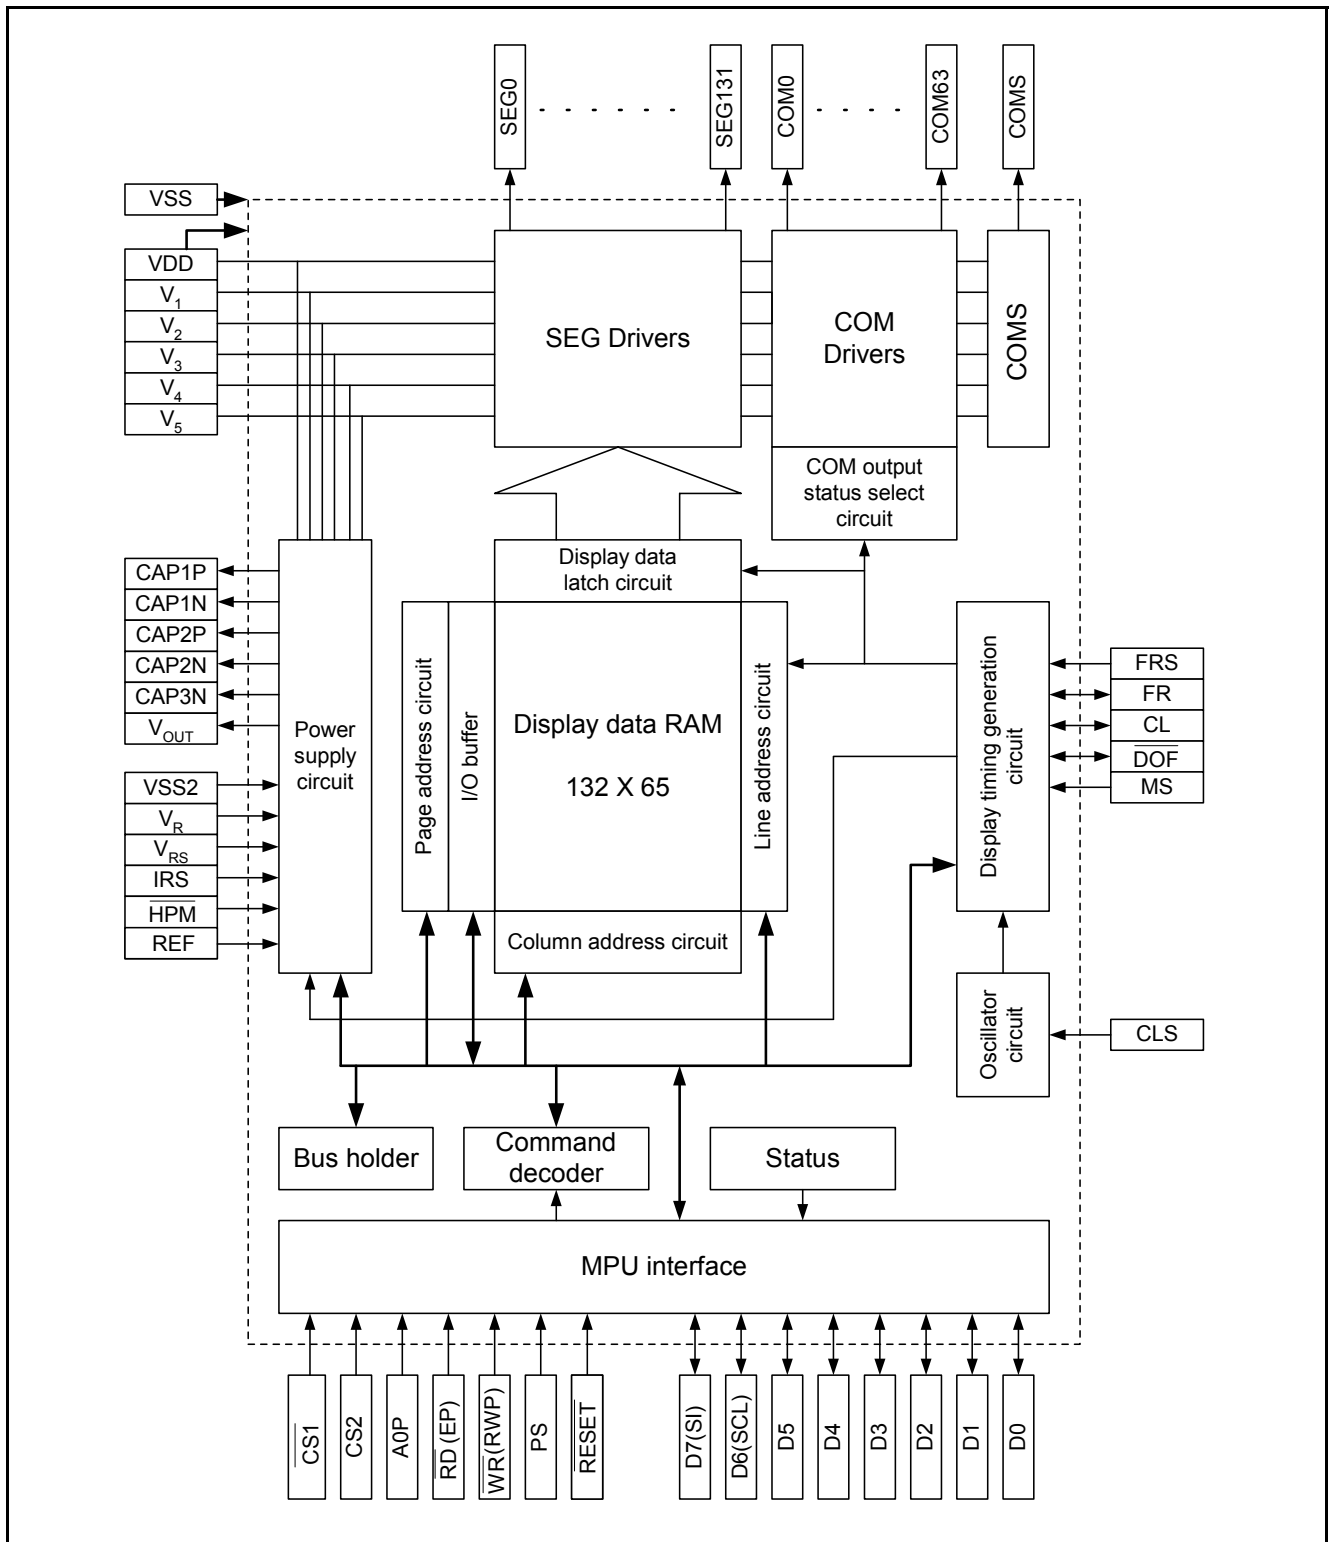 SEG0
. . . . . .
SEG131
COM0
. . . . .
COM63
COMS
VSS
VDD
V1
V2
V3
V4
V5
SEG Drivers
COM
Drivers
COMS
COM output
status select
circuit
CAP1P
CAP1N
CAP2P
CAP2N
CAP3N
VOUT
VSS2
VR
VRS
IRS
HPM
REF
Power
supply
circuit
Display data
latch circuit
Page address circuit
I/O buffer
Display data RAM
132 X 65
Line address circuit
Column address circuit
Display timing generation
circuit
FRS
FR
CL
DOF
MS
Oscillator
circuit
CLS
Bus holder
Command
decoder
Status
MPU interface
CS1
CS2
A0P
RD (EP)
WR(RWP)
PS
RESET
D7(SI)
D6(SCL)
D5
D4
D3
D2
D1
D0